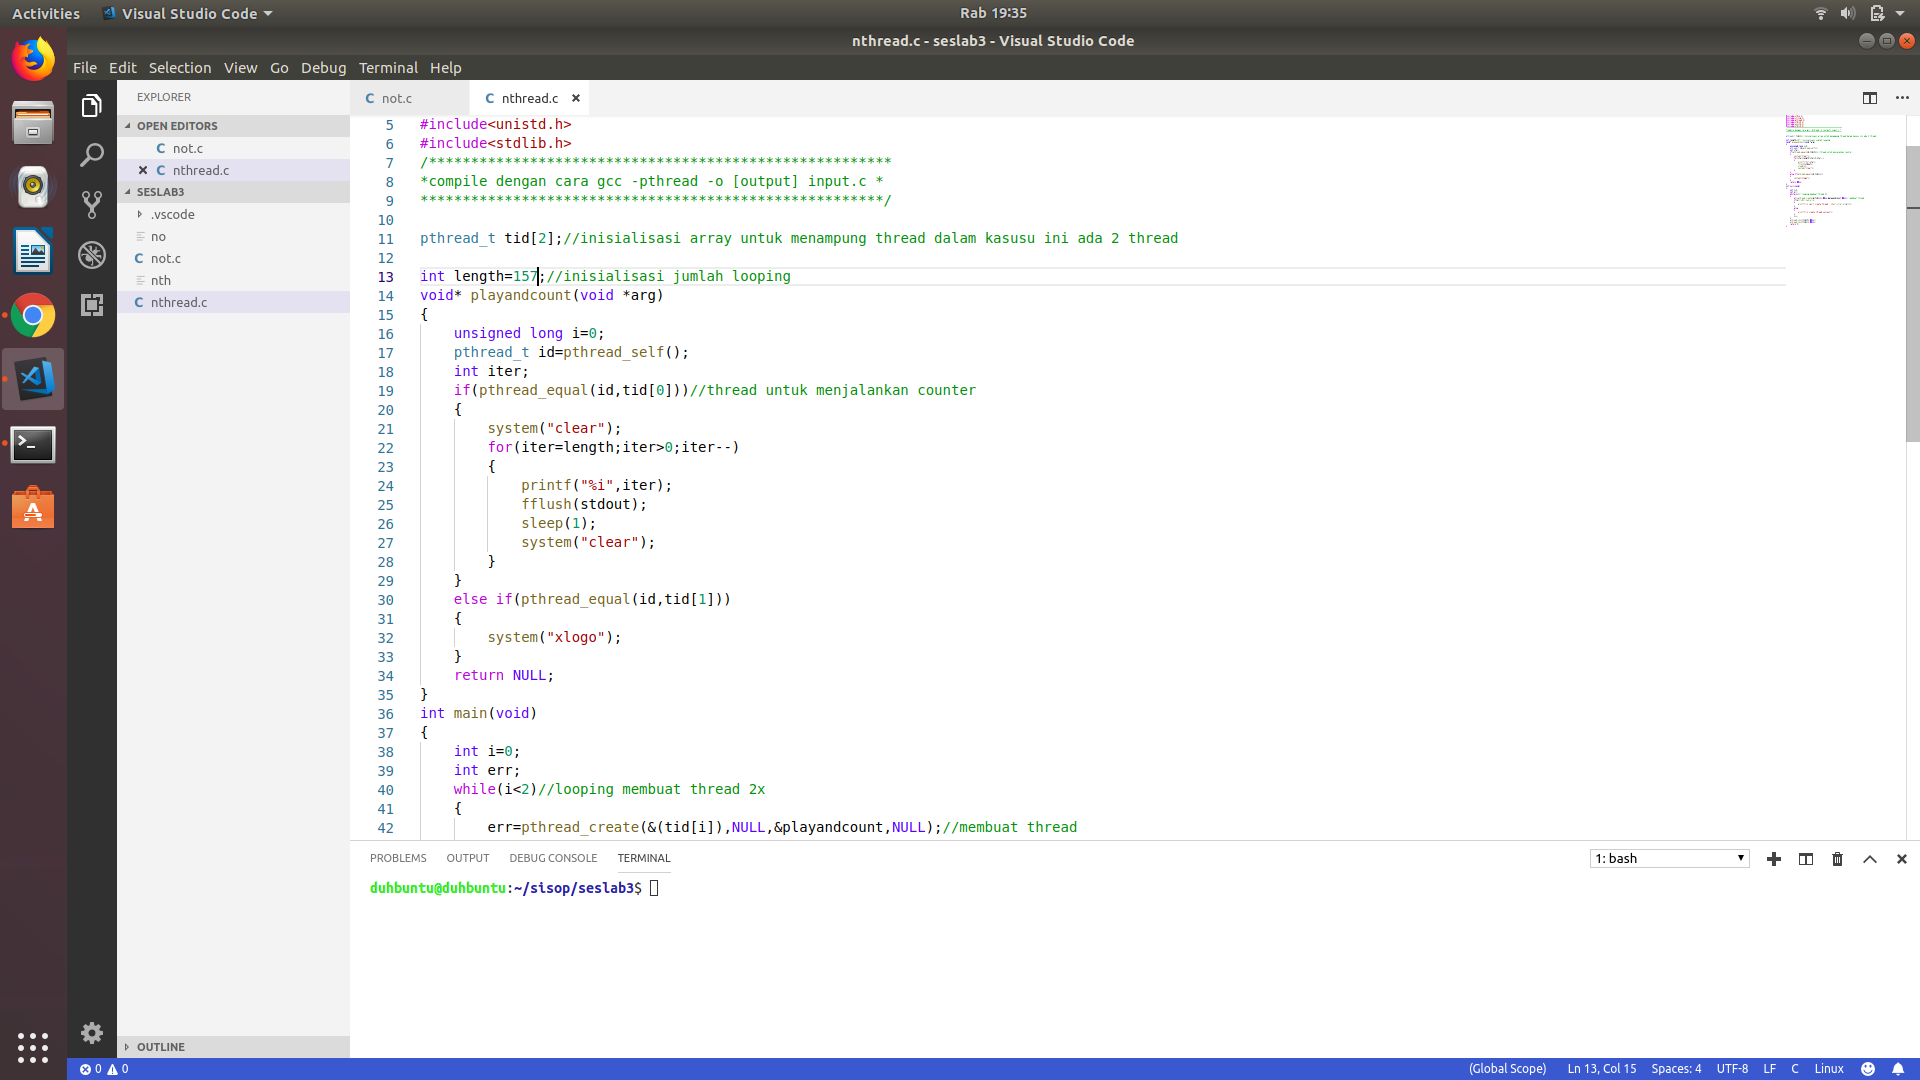 Activities
Visual Studio Code
Rab 19:35
nthread.c - seslab3 - Visual Studio Code
File Edit Selection View Go Debug Terminal Help
EXPLORER
OPEN EDITORS
not.c
nthread.c
SESLAB3
.vscode
no
not.c
nth
nthread.c
OUTLINE
C not.c
C nthread.c
5 #include<unistd.h>
6 #include<stdlib.h>
7 /*******************************************************
8 *compile dengan cara gcc -pthread -o [output] input.c *
9 *******************************************************/
10
11 pthread_t tid[2];//inisialisasi array untuk menampung thread dalam kasusu ini ada 2 thread
12
13 int length=157;//inisialisasi jumlah looping
14 void* playandcount(void *arg)
15 {
16     unsigned long i=0;
17     pthread_t id=pthread_self();
18     int iter;
19     if(pthread_equal(id,tid[0]))//thread untuk menjalankan counter
20     {
21         system("clear");
22         for(iter=length;iter>0;iter--)
23         {
24             printf("%i",iter);
25             fflush(stdout);
26             sleep(1);
27             system("clear");
28         }
29     }
30     else if(pthread_equal(id,tid[1]))
31     {
32         system("xlogo");
33     }
34     return NULL;
35 }
36 int main(void)
37 {
38     int i=0;
39     int err;
40     while(i<2)//looping membuat thread 2x
41     {
42         err=pthread_create(&(tid[i]),NULL,&playandcount,NULL);//membuat thread
PROBLEMS OUTPUT DEBUG CONSOLE TERMINAL
1: bash
duhbuntu@duhbuntu:~/sisop/seslab3$
0 0
(Global Scope) Ln 13, Col 15 Spaces: 4 UTF-8 LF C Linux